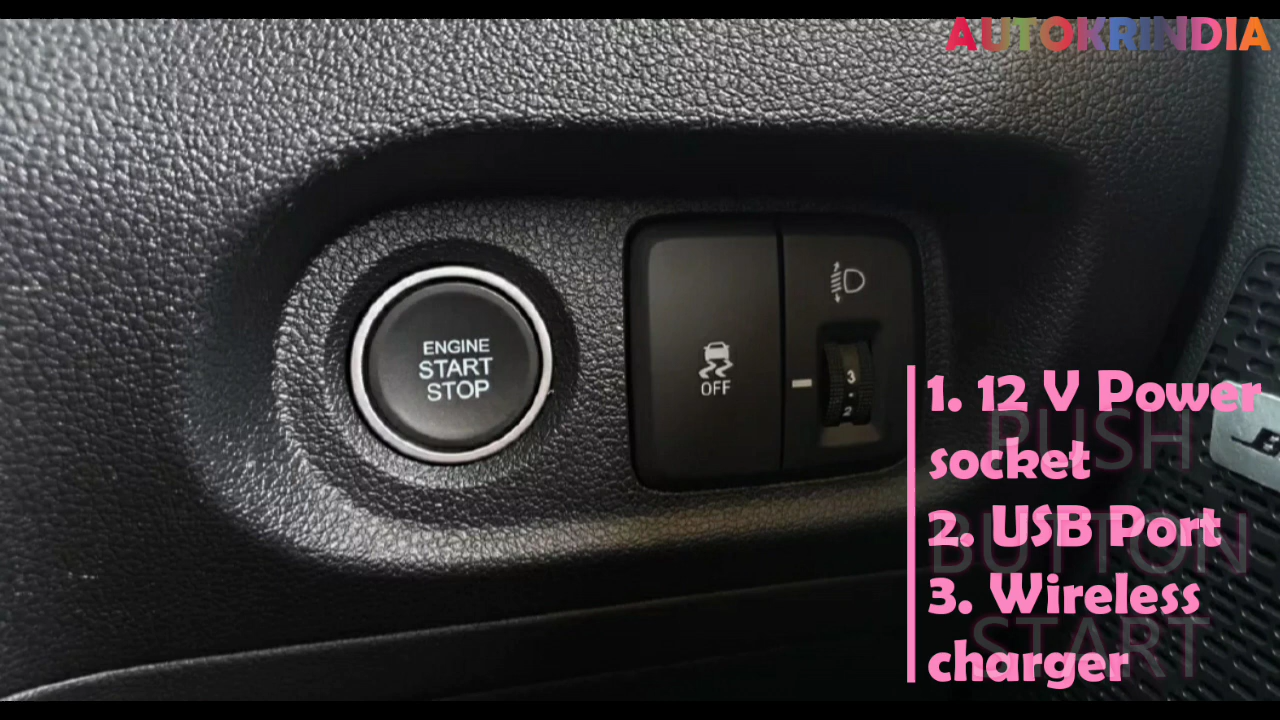 AUTOKRINDIA
ENGINE
START
STOP
OFF
3
2
1. 12 V Power
socket
2. USB Port
3. Wireless
charger
PUSH
BUTTON
START